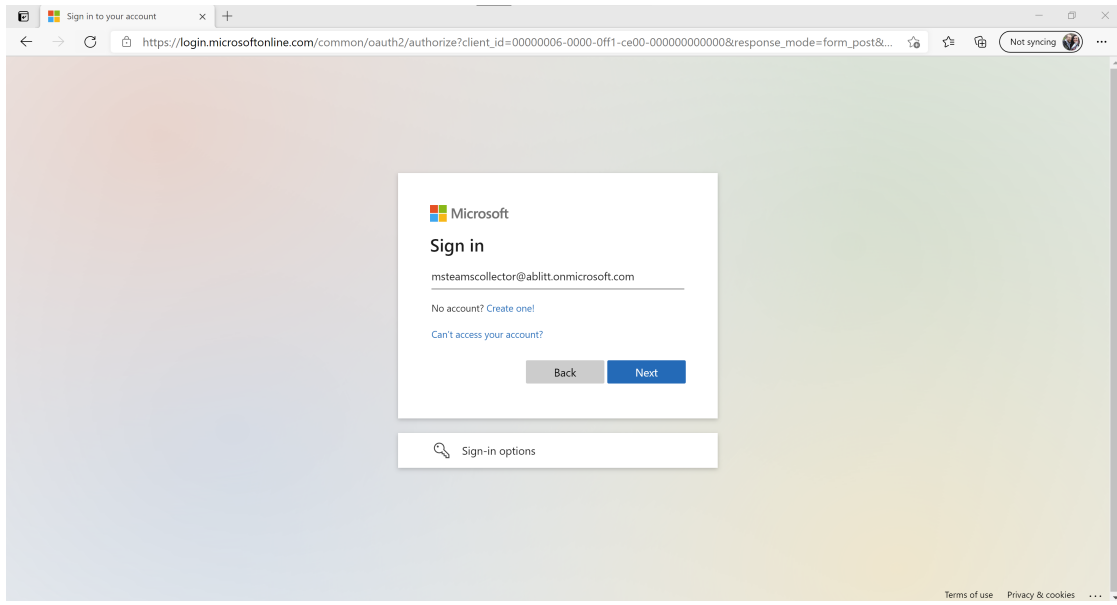 Sign in to your account
https://login.microsoftonline.com/common/oauth2/authorize?client_id=00000006-0000-0ff1-ce00-000000000000&response_mode=form_post&...
Not syncing
Microsoft
Sign in
msteamscollector@ablitt.onmicrosoft.com
No account? Create one!
Can't access your account?
Back
Next
Sign-in options
Terms of use
Privacy & cookies